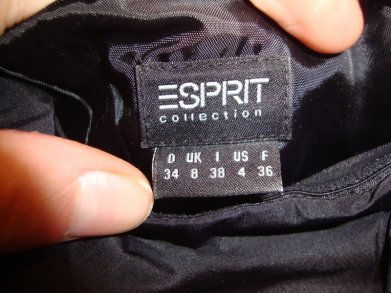 ESPRIT
collection
D UK I US F
34 8 38 4 36